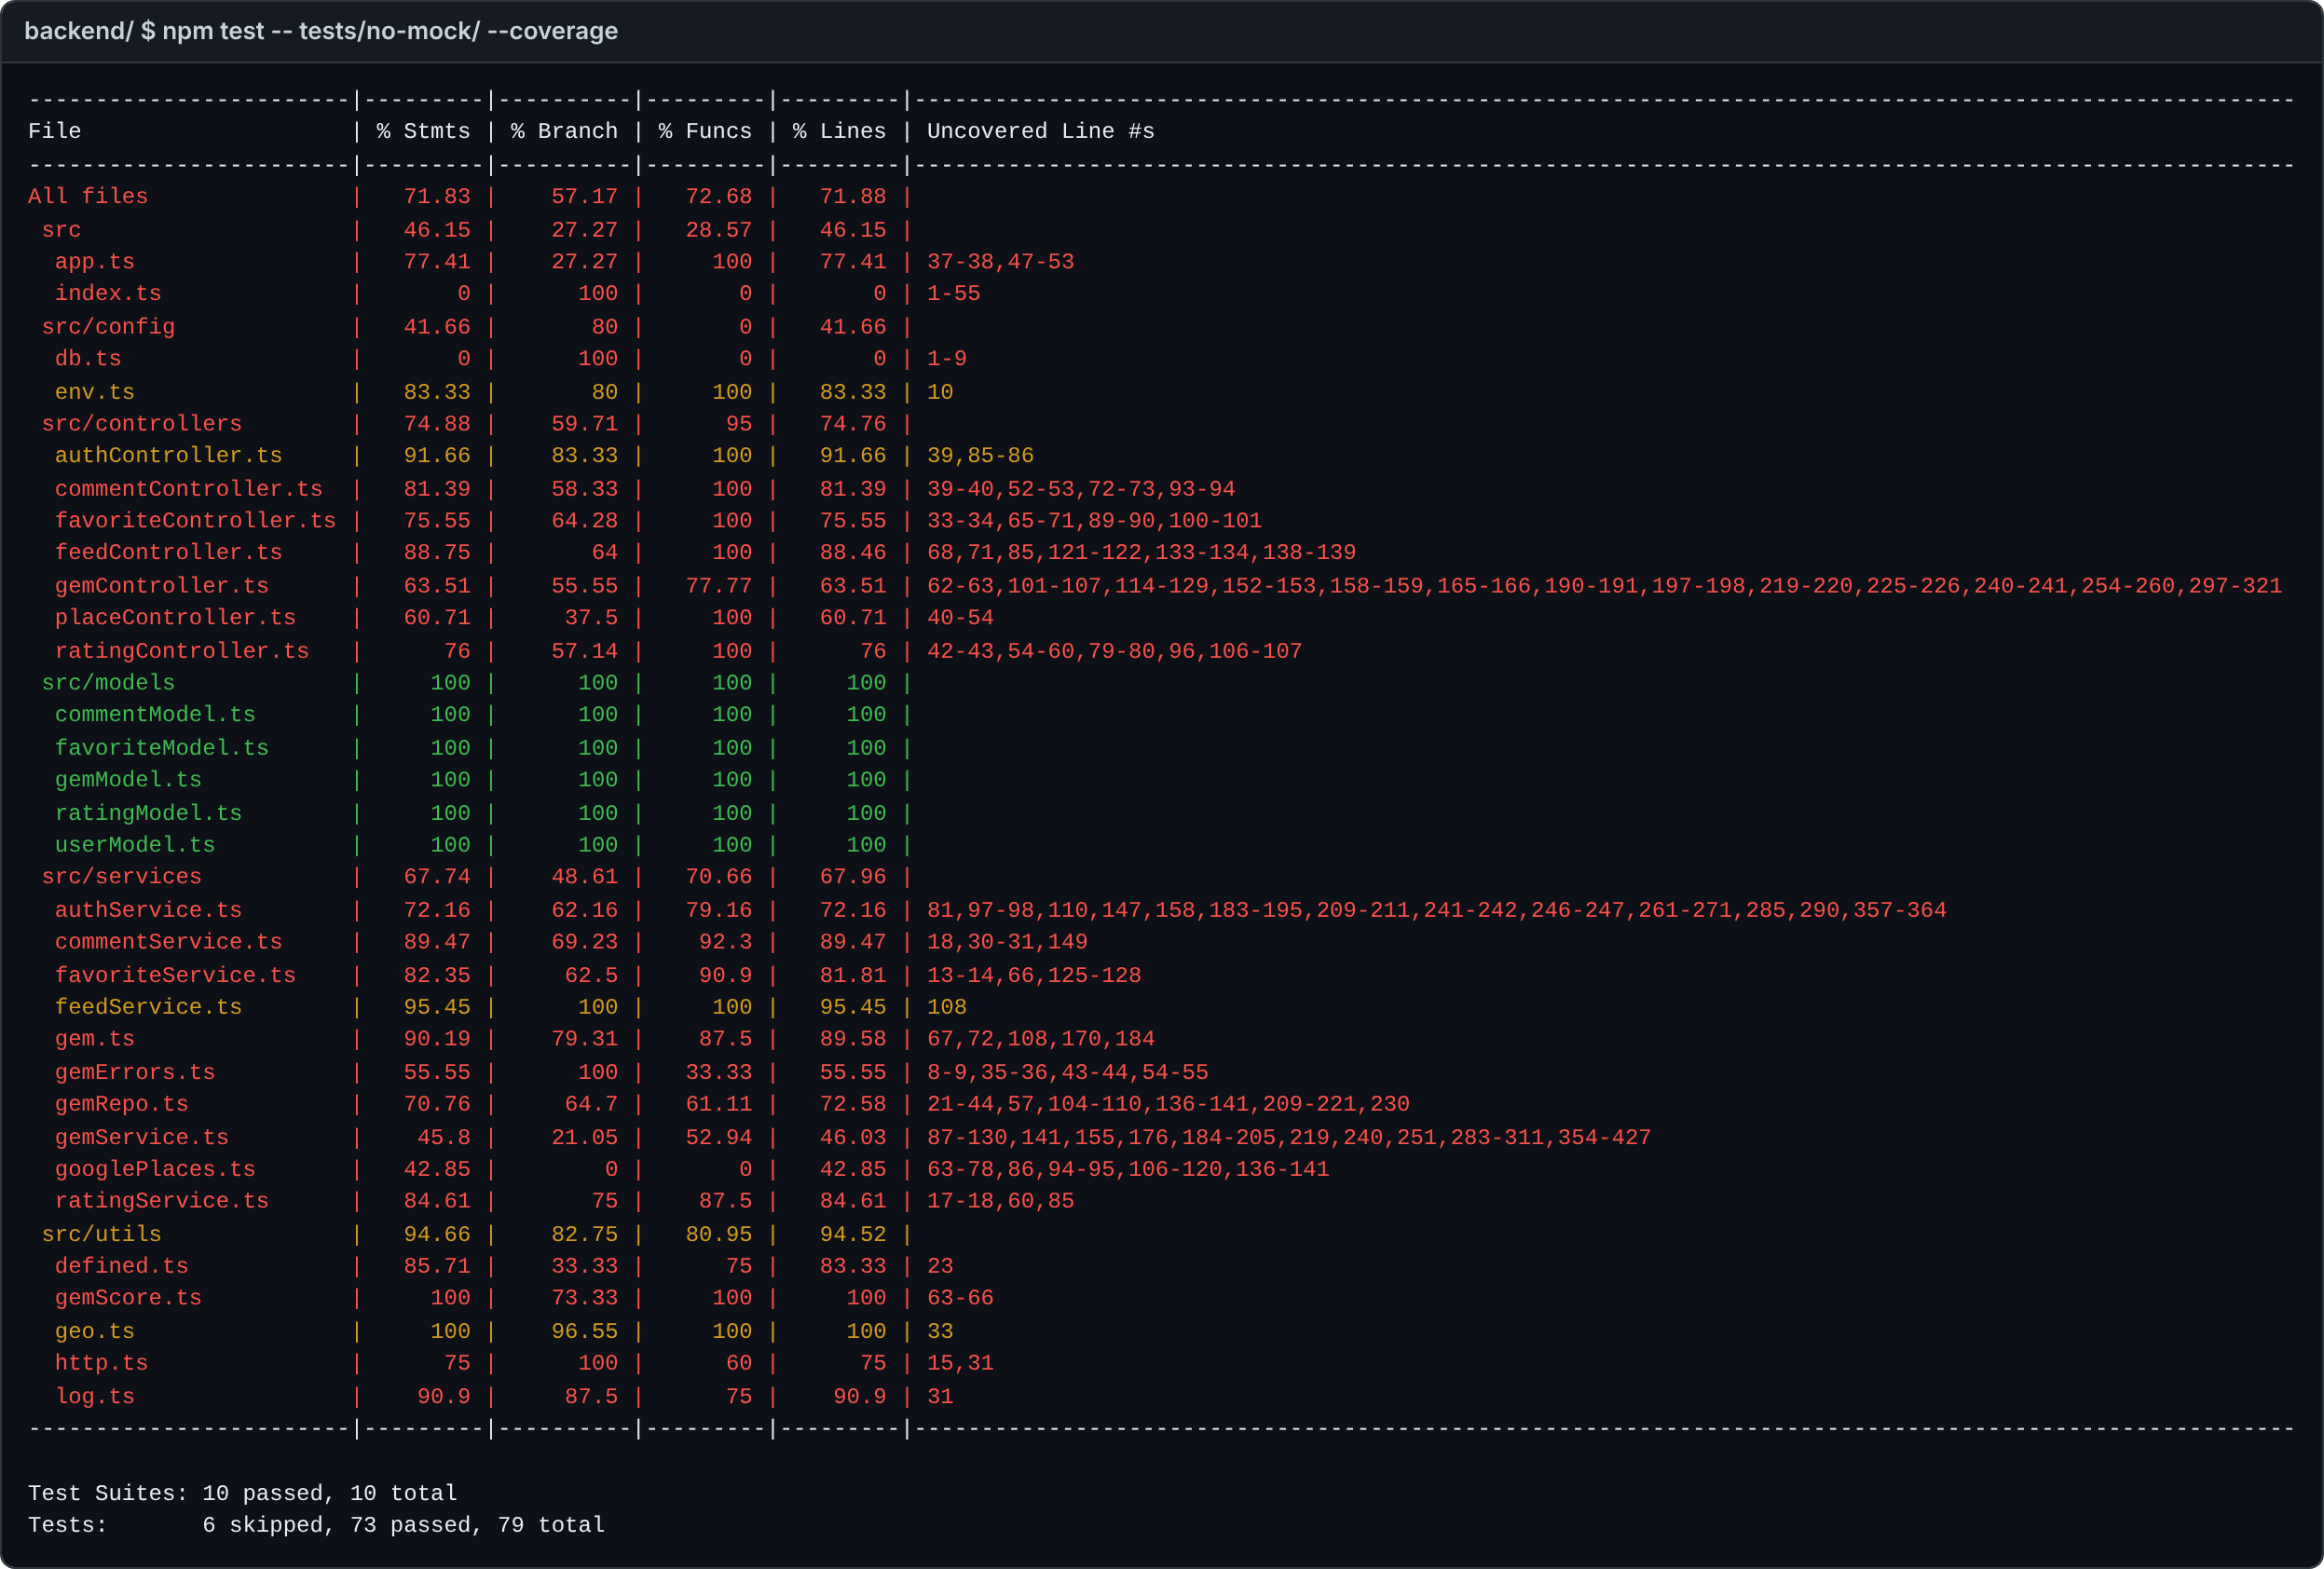 backend/ $ npm test -- tests/no-mock/ --coverage
------------------------|---------|----------|---------|---------|-------------------------------------------------------------------------------------------------------
File                    | % Stmts | % Branch | % Funcs | % Lines | Uncovered Line #s
------------------------|---------|----------|---------|---------|-------------------------------------------------------------------------------------------------------
All files               |   71.83 |    57.17 |   72.68 |   71.88 |
 src                    |   46.15 |    27.27 |   28.57 |   46.15 |
  app.ts                |   77.41 |    27.27 |     100 |   77.41 | 37-38,47-53
  index.ts              |       0 |      100 |       0 |       0 | 1-55
 src/config             |   41.66 |       80 |       0 |   41.66 |
  db.ts                 |       0 |      100 |       0 |       0 | 1-9
  env.ts                |   83.33 |       80 |     100 |   83.33 | 10
 src/controllers        |   74.88 |    59.71 |      95 |   74.76 |
  authController.ts     |   91.66 |    83.33 |     100 |   91.66 | 39,85-86
  commentController.ts  |   81.39 |    58.33 |     100 |   81.39 | 39-40,52-53,72-73,93-94
  favoriteController.ts |   75.55 |    64.28 |     100 |   75.55 | 33-34,65-71,89-90,100-101
  feedController.ts     |   88.75 |       64 |     100 |   88.46 | 68,71,85,121-122,133-134,138-139
  gemController.ts      |   63.51 |    55.55 |   77.77 |   63.51 | 62-63,101-107,114-129,152-153,158-159,165-166,190-191,197-198,219-220,225-226,240-241,254-260,297-321
  placeController.ts    |   60.71 |     37.5 |     100 |   60.71 | 40-54
  ratingController.ts   |      76 |    57.14 |     100 |      76 | 42-43,54-60,79-80,96,106-107
 src/models             |     100 |      100 |     100 |     100 |
  commentModel.ts       |     100 |      100 |     100 |     100 |
  favoriteModel.ts      |     100 |      100 |     100 |     100 |
  gemModel.ts           |     100 |      100 |     100 |     100 |
  ratingModel.ts        |     100 |      100 |     100 |     100 |
  userModel.ts          |     100 |      100 |     100 |     100 |
 src/services           |   67.74 |    48.61 |   70.66 |   67.96 |
  authService.ts        |   72.16 |    62.16 |   79.16 |   72.16 | 81,97-98,110,147,158,183-195,209-211,241-242,246-247,261-271,285,290,357-364
  commentService.ts     |   89.47 |    69.23 |    92.3 |   89.47 | 18,30-31,149
  favoriteService.ts    |   82.35 |     62.5 |    90.9 |   81.81 | 13-14,66,125-128
  feedService.ts        |   95.45 |      100 |     100 |   95.45 | 108
  gem.ts                |   90.19 |    79.31 |    87.5 |   89.58 | 67,72,108,170,184
  gemErrors.ts          |   55.55 |      100 |   33.33 |   55.55 | 8-9,35-36,43-44,54-55
  gemRepo.ts            |   70.76 |     64.7 |   61.11 |   72.58 | 21-44,57,104-110,136-141,209-221,230
  gemService.ts         |    45.8 |    21.05 |   52.94 |   46.03 | 87-130,141,155,176,184-205,219,240,251,283-311,354-427
  googlePlaces.ts       |   42.85 |        0 |       0 |   42.85 | 63-78,86,94-95,106-120,136-141
  ratingService.ts      |   84.61 |       75 |    87.5 |   84.61 | 17-18,60,85
 src/utils              |   94.66 |    82.75 |   80.95 |   94.52 |
  defined.ts            |   85.71 |    33.33 |      75 |   83.33 | 23
  gemScore.ts           |     100 |    73.33 |     100 |     100 | 63-66
  geo.ts                |     100 |    96.55 |     100 |     100 | 33
  http.ts               |      75 |      100 |      60 |      75 | 15,31
  log.ts                |    90.9 |     87.5 |      75 |    90.9 | 31
------------------------|---------|----------|---------|---------|-------------------------------------------------------------------------------------------------------
Test Suites: 10 passed, 10 total
Tests:       6 skipped, 73 passed, 79 total